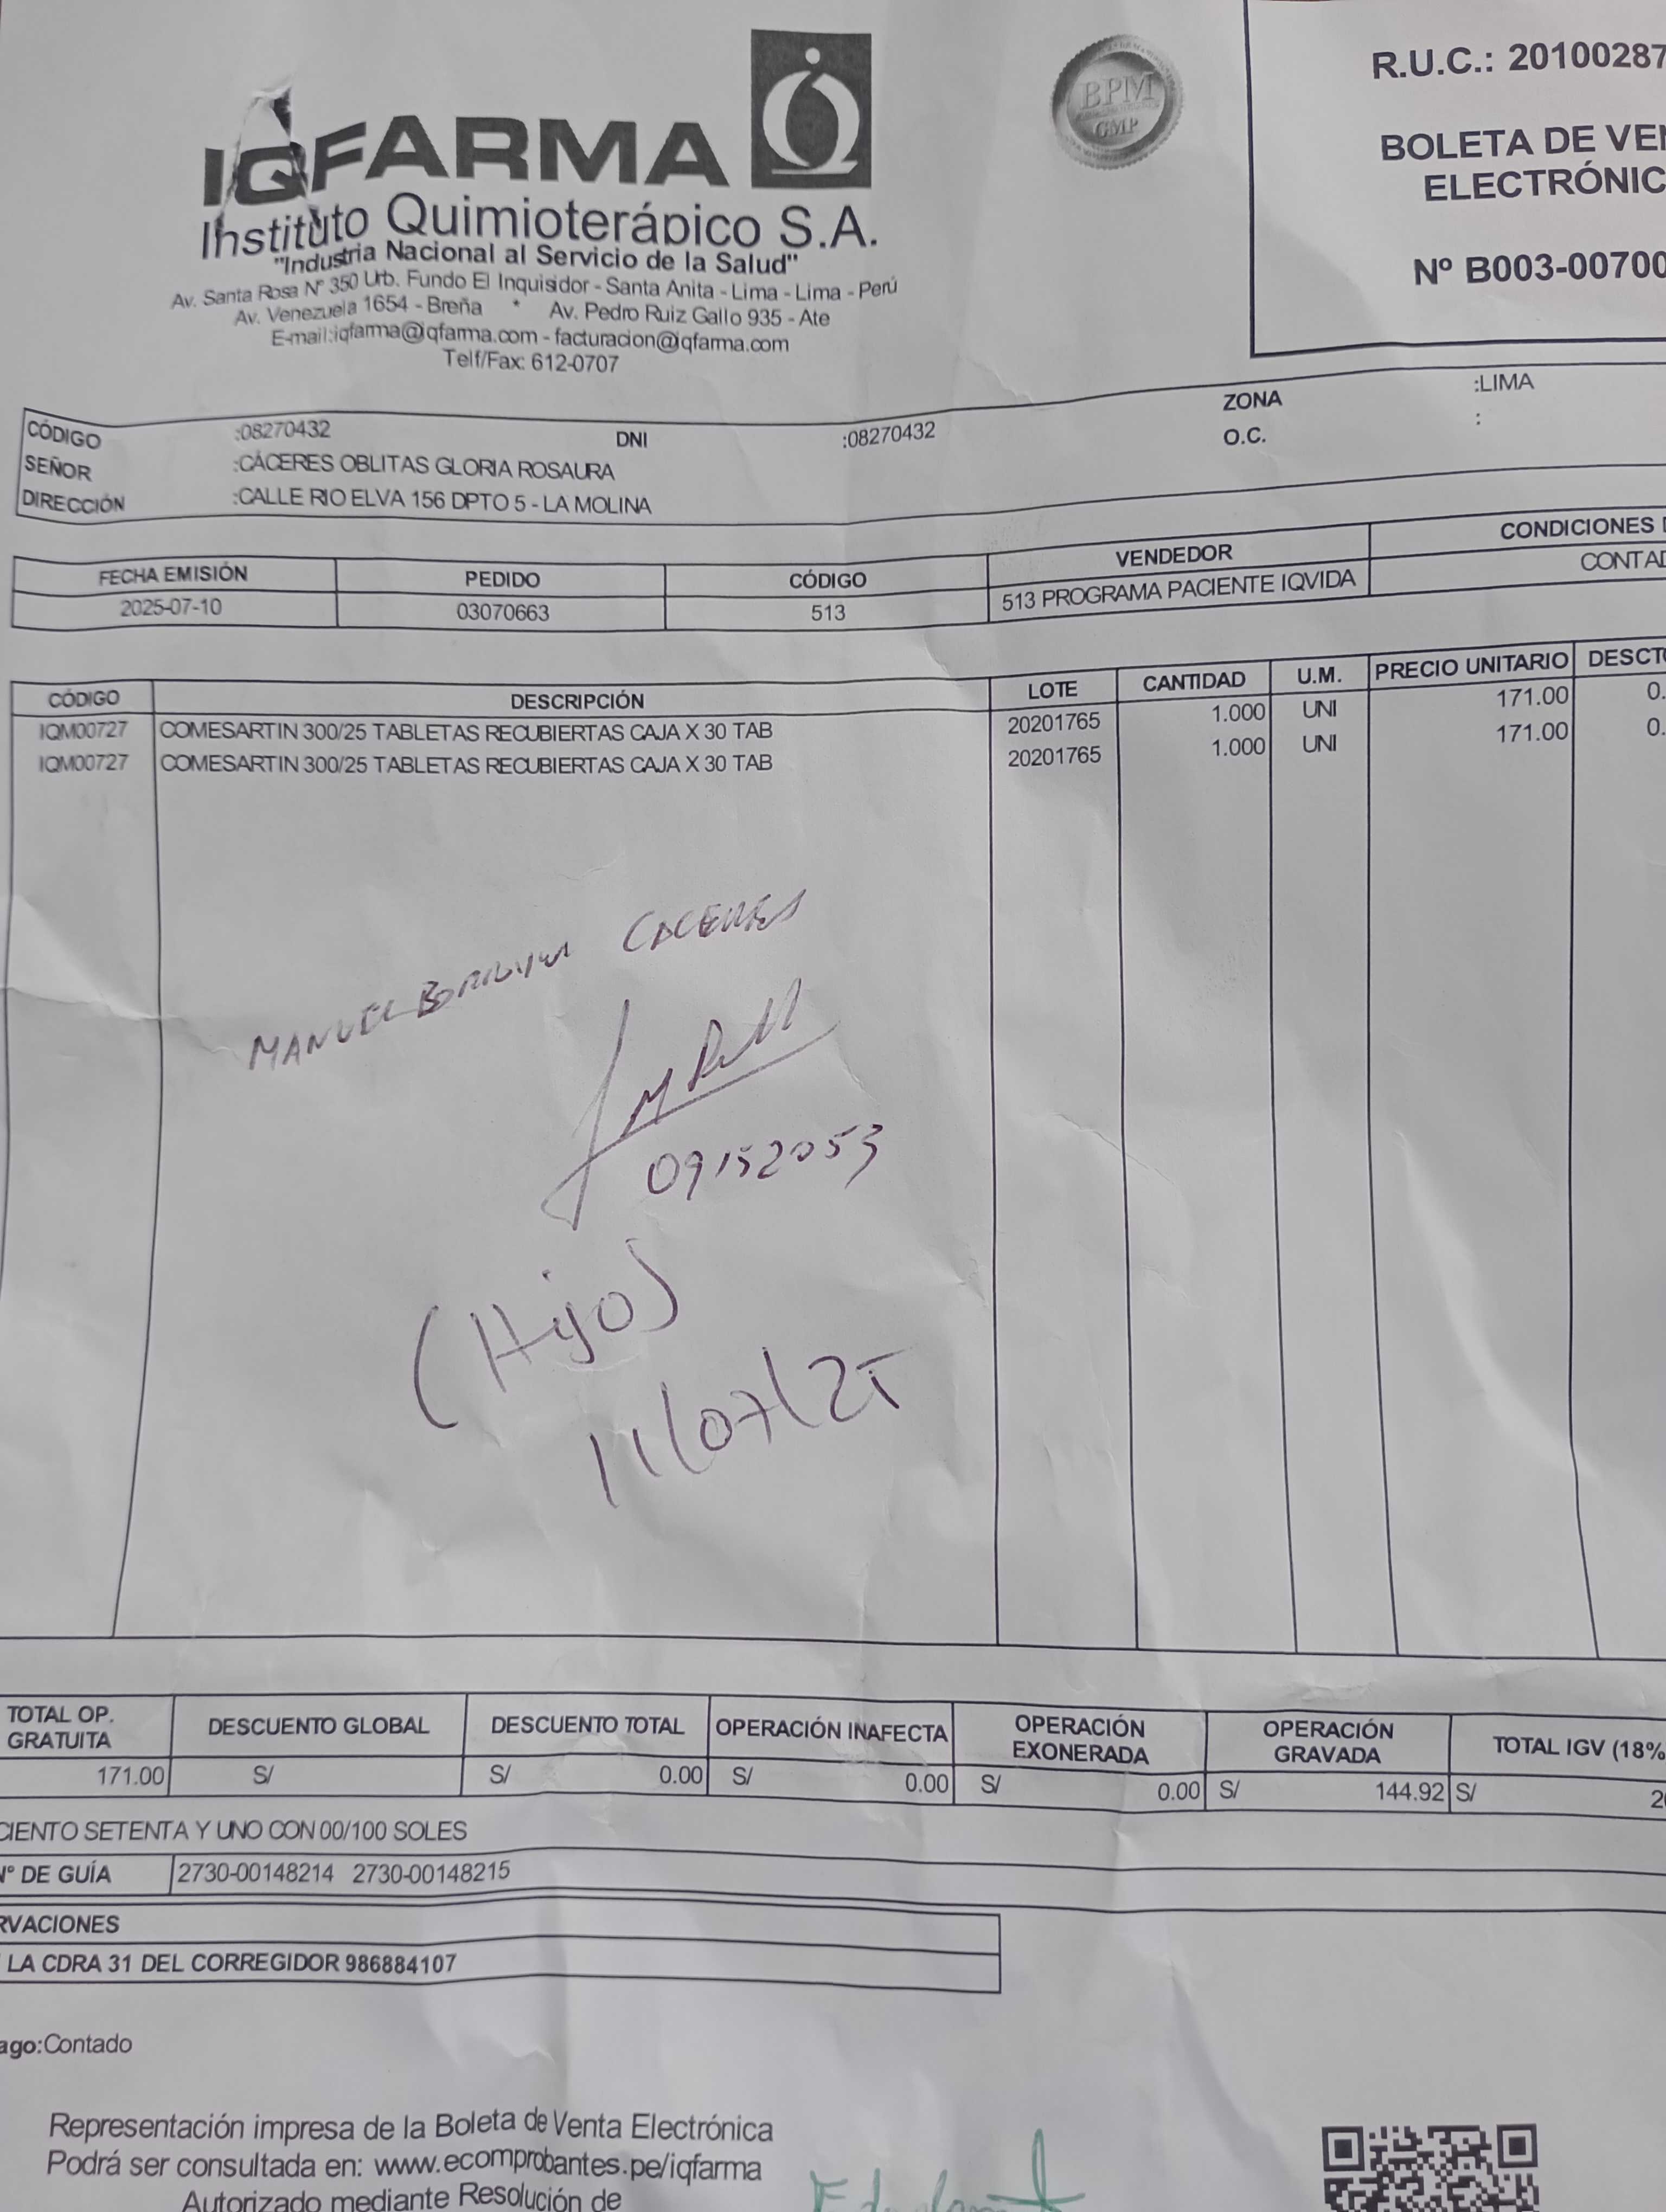 IQFARMA
Instituto Quimioterápico S.A.
"Industria Nacional al Servicio de la Salud"
Av. Santa Rosa N° 350 Urb. Fundo El Inquisidor - Santa Anita - Lima - Lima - Perú
Av. Venezuela 1654 - Breña * Av. Pedro Ruiz Gallo 935 - Ate
E-mail:iqfarma@iqfarma.com - facturacion@iqfarma.com
Telf/Fax: 612-0707
BPM
GMP
R.U.C.: 20100287
BOLETA DE VEN
ELECTRÓNIC
Nº B003-00700
CÓDIGO :08270432 DNI :08270432
SEÑOR :CÁCERES OBLITAS GLORIA ROSAURA
DIRECCIÓN :CALLE RIO ELVA 156 DPTO 5 - LA MOLINA
ZONA :LIMA
O.C. :
FECHA EMISIÓN PEDIDO CÓDIGO VENDEDOR CONDICIONES
2025-07-10 03070663 513 513 PROGRAMA PACIENTE IQVIDA CONTAD
CÓDIGO DESCRIPCIÓN LOTE CANTIDAD U.M. PRECIO UNITARIO DESCTO
IQM00727 COMESARTIN 300/25 TABLETAS RECUBIERTAS CAJA X 30 TAB 20201765 1.000 UNI 171.00 0.
IQM00727 COMESARTIN 300/25 TABLETAS RECUBIERTAS CAJA X 30 TAB 20201765 1.000 UNI 171.00 0.
MANUEL CACERES
09152053
(Hijo)
11/07/25
TOTAL OP. GRATUITA DESCUENTO GLOBAL DESCUENTO TOTAL OPERACIÓN INAFECTA OPERACIÓN EXONERADA OPERACIÓN GRAVADA TOTAL IGV (18%
171.00 S/ S/ 0.00 S/ 0.00 S/ 0.00 S/ 144.92 S/ 2
CIENTO SETENTA Y UNO CON 00/100 SOLES
N° DE GUÍA 2730-00148214 2730-00148215
RVACIONES
LA CDRA 31 DEL CORREGIDOR 986884107
ago:Contado
Representación impresa de la Boleta de Venta Electrónica
Podrá ser consultada en: www.ecomprobantes.pe/iqfarma
Autorizado mediante Resolución de